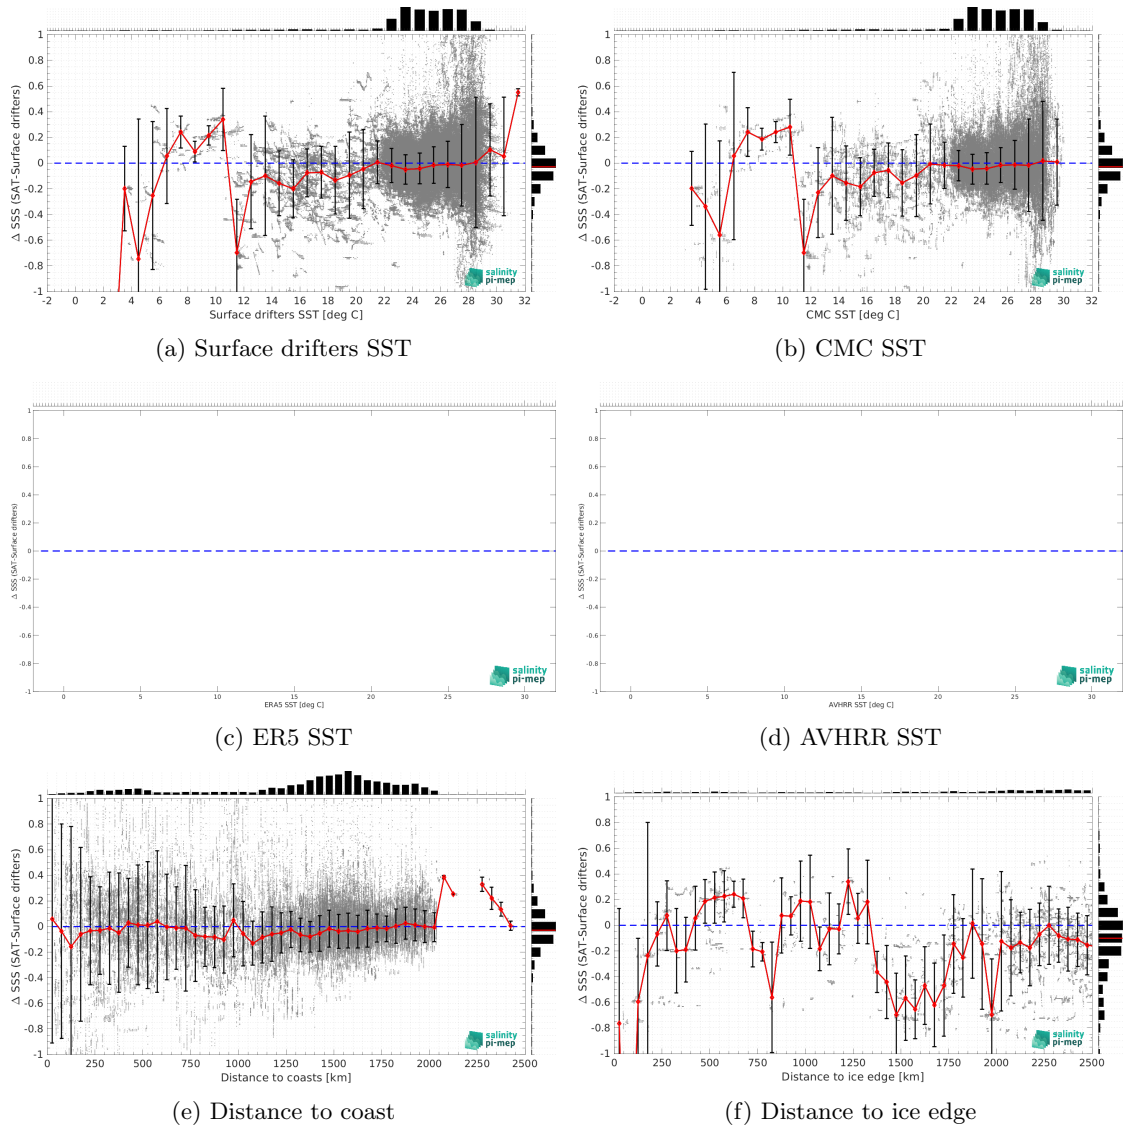 1
0.8
0.6
0.4
0.2
0
-0.2
-0.4
-0.6
-0.8
-1
Δ SSS (SAT-Surface drifters)
-2 0 2 4 6 8 10 12 14 16 18 20 22 24 26 28 30 32
Surface drifters SST [deg C]
salinity
pi-mep
(a) Surface drifters SST
1
0.8
0.6
0.4
0.2
0
-0.2
-0.4
-0.6
-0.8
-1
Δ SSS (SAT-Surface drifters)
-2 0 2 4 6 8 10 12 14 16 18 20 22 24 26 28 30 32
CMC SST [deg C]
salinity
pi-mep
(b) CMC SST
1
0.8
0.6
0.4
0.2
0
-0.2
-0.4
-0.6
-0.8
-1
Δ SSS (SAT-Surface drifters)
0 5 10 15 20 25 30
ERA5 SST [deg C]
salinity
pi-mep
(c) ER5 SST
1
0.8
0.6
0.4
0.2
0
-0.2
-0.4
-0.6
-0.8
-1
Δ SSS (SAT-Surface drifters)
0 5 10 15 20 25 30
AVHRR SST [deg C]
salinity
pi-mep
(d) AVHRR SST
1
0.8
0.6
0.4
0.2
0
-0.2
-0.4
-0.6
-0.8
-1
Δ SSS (SAT-Surface drifters)
0 250 500 750 1000 1250 1500 1750 2000 2250 2500
Distance to coasts [km]
salinity
pi-mep
(e) Distance to coast
1
0.8
0.6
0.4
0.2
0
-0.2
-0.4
-0.6
-0.8
-1
Δ SSS (SAT-Surface drifters)
0 250 500 750 1000 1250 1500 1750 2000 2250 2500
Distance to ice edge [km]
salinity
pi-mep
(f) Distance to ice edge